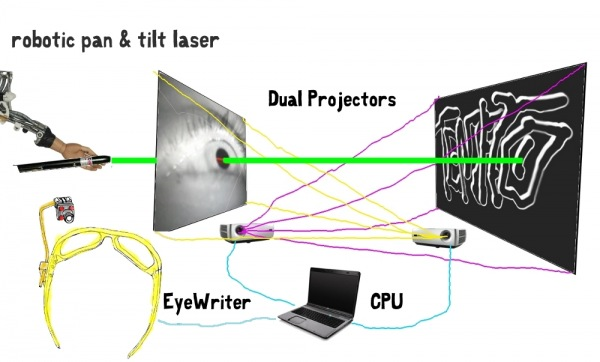 robotic pan & tilt laser
Dual Projectors
EyeWriter
CPU